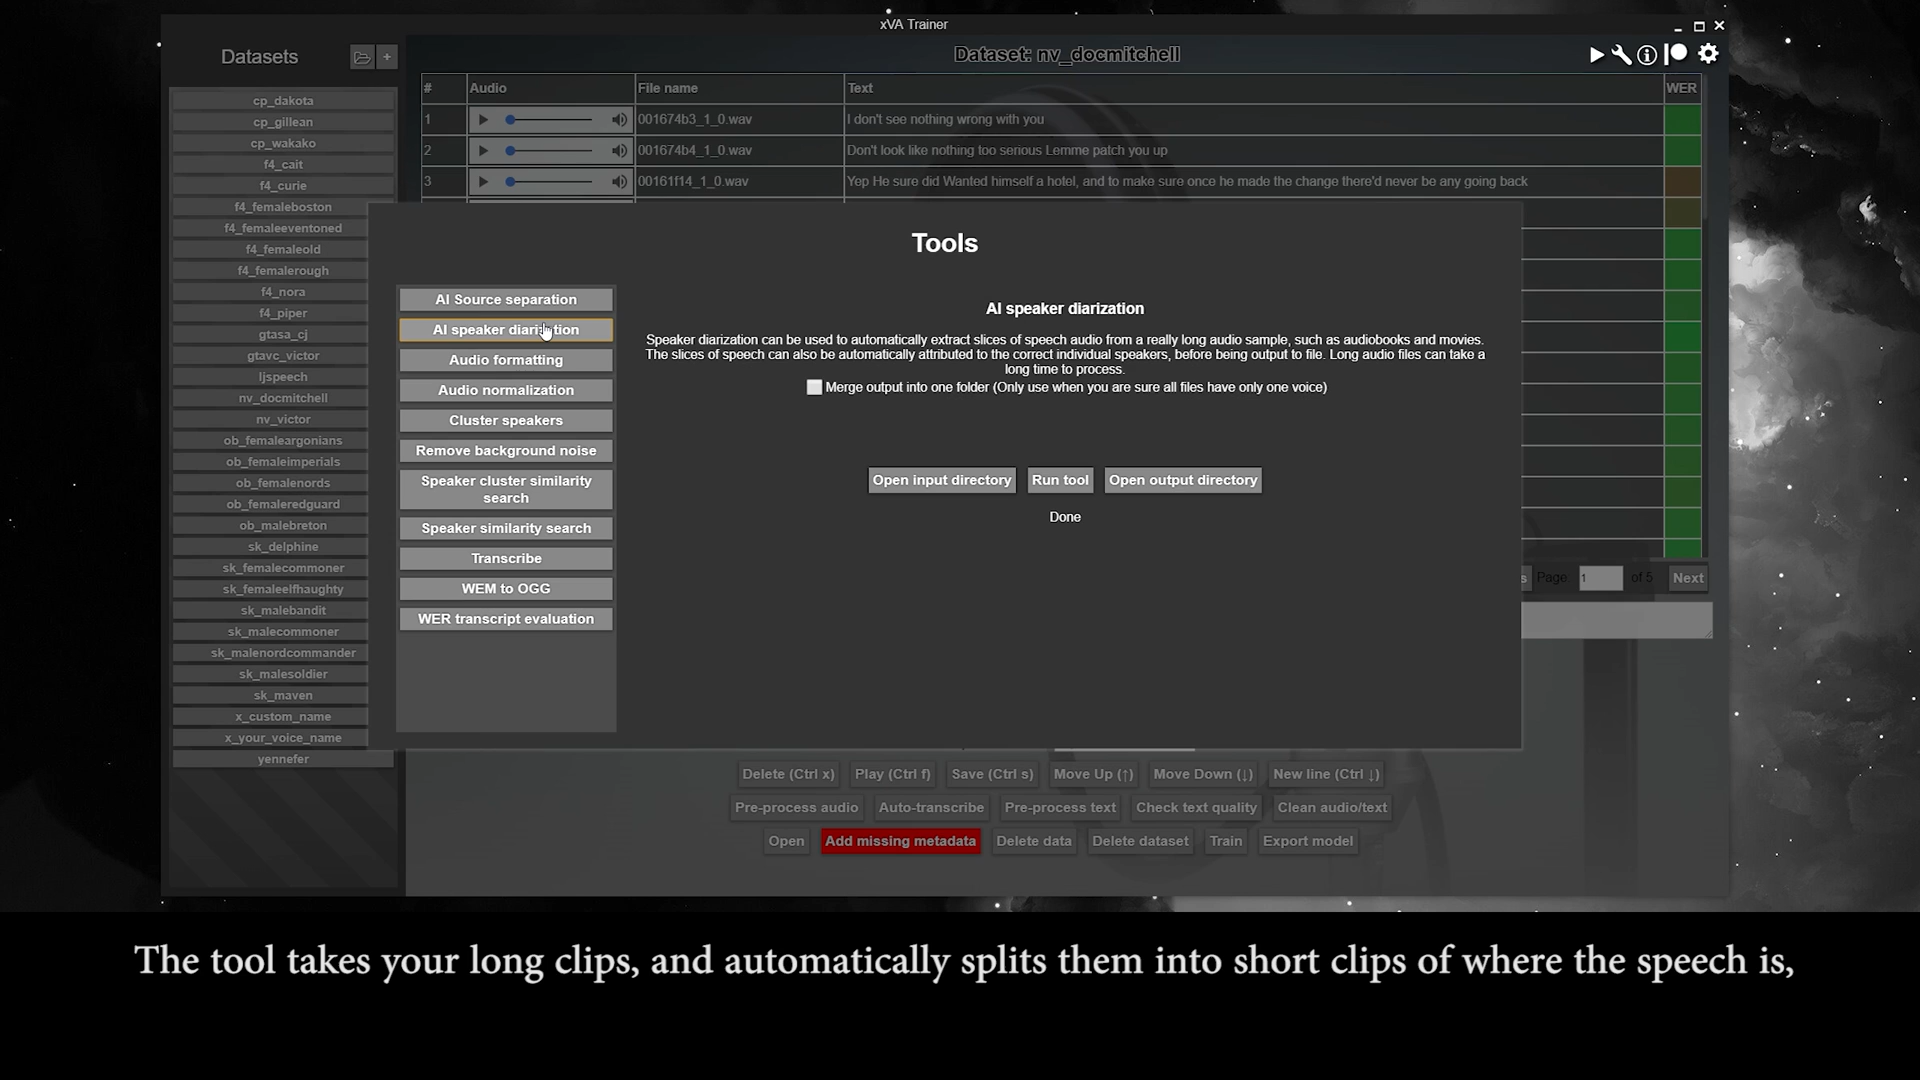 xVA Trainer
Datasets
+
cp_dakota
cp_gillean
cp_wakako
f4_cait
f4_curie
f4_femaleboston
f4_femaleeventoned
f4_femaleold
f4_femalerough
f4_nora
f4_piper
gtasa_cj
gtavc_victor
ljspeech
nv_docmitchell
nv_victor
ob_femaleargonians
ob_femaleimperials
ob_femalenords
ob_femaleredguard
ob_malebreton
sk_delphine
sk_femalecommoner
sk_femaleelfhaughty
sk_malebandit
sk_malecommoner
sk_malenordcommander
sk_malesoldier
sk_maven
x_custom_name
x_your_voice_name
yennefer
Dataset: nv_docmitchell
# Audio File name Text WER
1 001674b3_1_0.wav I don't see nothing wrong with you
2 001674b4_1_0.wav Don't look like nothing too serious Lemme patch you up
3 00161f14_1_0.wav Yep He sure did Wanted himself a hotel, and to make sure once he made the change there'd never be any going back
Tools
AI Source separation
AI speaker diarization
Audio formatting
Audio normalization
Cluster speakers
Remove background noise
Speaker cluster similarity
search
Speaker similarity search
Transcribe
WEM to OGG
WER transcript evaluation
AI speaker diarization
Speaker diarization can be used to automatically extract slices of speech audio from a really long audio sample, such as audiobooks and movies.
The slices of speech can also be automatically attributed to the correct individual speakers, before being output to file. Long audio files can take a
long time to process.
Merge output into one folder (Only use when you are sure all files have only one voice)
Open input directory Run tool Open output directory
Done
s Page: 1 of 5 Next
Delete (Ctrl x) Play (Ctrl f) Save (Ctrl s) Move Up (↑) Move Down (↓) New line (Ctrl ↓)
Pre-process audio Auto-transcribe Pre-process text Check text quality Clean audio/text
Open Add missing metadata Delete data Delete dataset Train Export model
The tool takes your long clips, and automatically splits them into short clips of where the speech is,